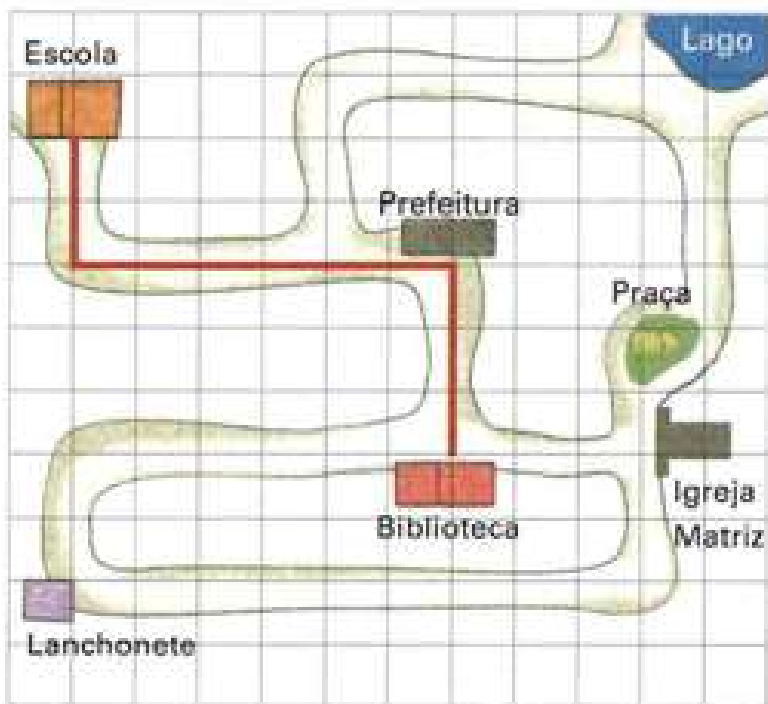 Lago
Escola
Prefeitura
Praça
Igreja
Matriz
Biblioteca
Lanchonete